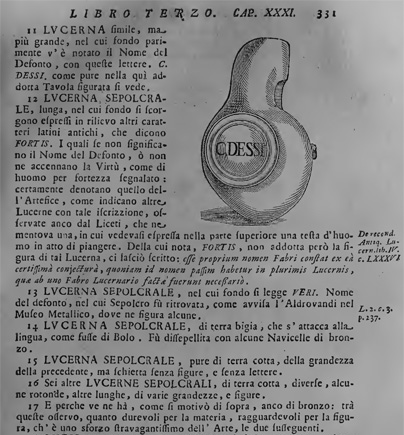 LIBRO TERZO. CAP. XXXI. 331
11 LVCERNA simile, ma
più grande, nel cui fondo pari-
mente v'è notato il Nome del
Defonto, con queste lettere. C.
DESSI, come pure nella quì ad-
dotta Tavola figurata si vede.
12 LVCERNA SEPOLCRA-
LE, lunga, nel cui fondo si scor-
gono espressi in rilievo altri carat-
teri latini antichi, che dicono
FORTIS. I quali se non significa-
no il Nome del Defonto, ò non
ne accennano la Virtù, come di
huomo per fortezza segnalato:
certamente denotano quello del-
l'Artefice, come indicano altre
Lucerne con tale iscrizzione, os-
servate anco dal Liceti, che ne
mentova una, in cui vedevasi espressa nella parte superiore una testa d'huo-
mo in atto di piangere. Della cui nota, FORTIS, non addotta però la fi-
gura di tal Lucerna, ci lasciò scritto: esse proprium nomen Fabri constat ex eà
certissimâ conjecturâ, quoniam id nomen passim habetur in plurimis Lucernis,
quæ ab uno Fabro Lucernario factæ fuerunt necessariò.
13 LVCERNA SEPOLCRALE, nel cui fondo si legge VERI. Nome
del defonto, nel cui Sepolcro fù ritrovata, come avvisa l'Aldrovandi nel
Museo Metallico, dove ne figura alcune.
14 LVCERNA SEPOLCRALE, di terra bigia, che s'attacca alla
lingua, come fusse di Bolo. Fù dissepellita con alcune Navicelle di bron-
zo.
15 LVCERNA SEPOLCRALE, pure di terra cotta, della grandezza
della precedente, ma schietta senza figure, e senza lettere.
16 Sei altre LVCERNE SEPOLCRALI, di terra cotta, diverse, alcu-
ne rotonde, altre lunghe, di varie grandezze, e figure.
17 E perche ve ne hà, come si motivò di sopra, anco di bronzo: trà
queste osservo, quanto durevoli per la materia, ragguardevoli per la figu-
ra, ch'è uno sforzo stravagantissimo dell'Arte, le due susseguenti.
C. DESSI
De recond.
Antiq. Lu-
cern. lib. IV.
c. LXXXVI
L. 2. c. 3.
p. 237.